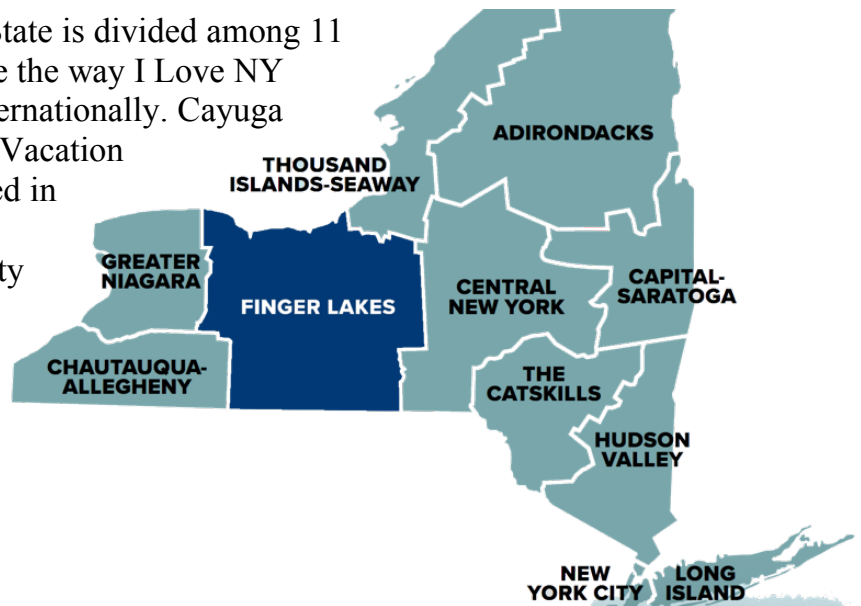 State is divided among 11
the way I Love NY
ernationally. Cayuga
Vacation
ed in
ty
ADIRONDACKS
THOUSAND
ISLANDS-SEAWAY
GREATER
NIAGARA
FINGER LAKES
CENTRAL
NEW YORK
CAPITAL-
SARATOGA
CHAUTAUQUA-
ALLEGHENY
THE
CATSKILLS
HUDSON
VALLEY
NEW
YORK CITY
LONG
ISLAND